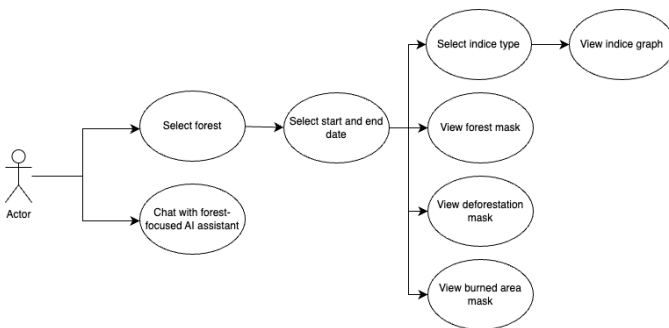 Select indice type
View indice graph
Select forest
Select start and end
date
View forest mask
Actor
Chat with forest-
focused AI assistant
View deforestation
mask
View burned area
mask